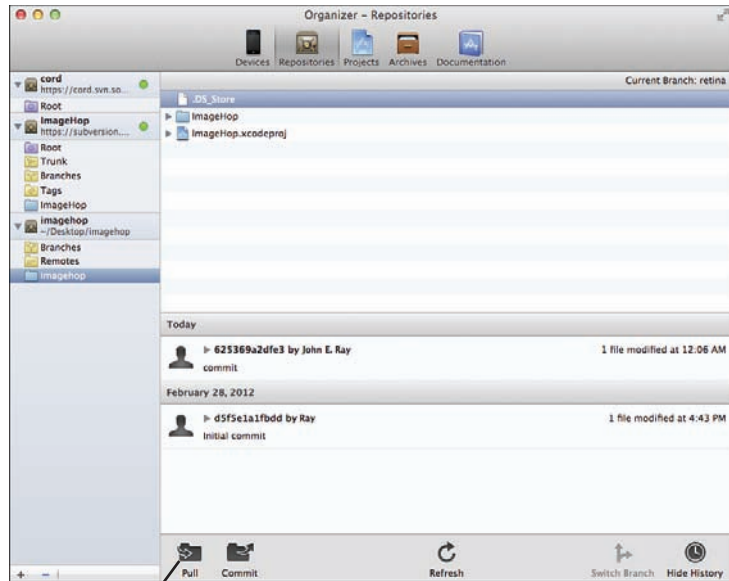 Organizer – Repositories
Devices Repositories Projects Archives Documentation
cord
https://cord.svn.so...
Root
ImageHop
https://subversion....
Root
Trunk
Branches
Tags
ImageHop
imagehop
~/Desktop/imagehop
Branches
Remotes
imagehop
Current Branch: retina
.DS_Store
ImageHop
ImageHop.xcodeproj
Today
625369a2dfe3 by John E. Ray
1 file modified at 12:06 AM
commit
February 28, 2012
d5f5e1a1fbdd by Ray
1 file modified at 4:43 PM
Initial commit
+ –
Pull Commit Refresh Switch Branch Hide History